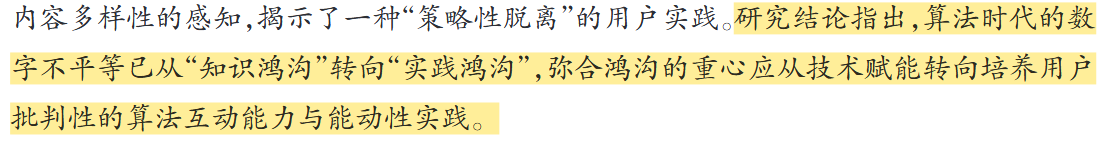 内容多样性的感知,揭示了一种“策略性脱离”的用户实践。研究结论指出,算法时代的数
字不平等已从“知识鸿沟”转向“实践鸿沟”,弥合鸿沟的重心应从技术赋能转向培养用户
批判性的算法互动能力与能动性实践。